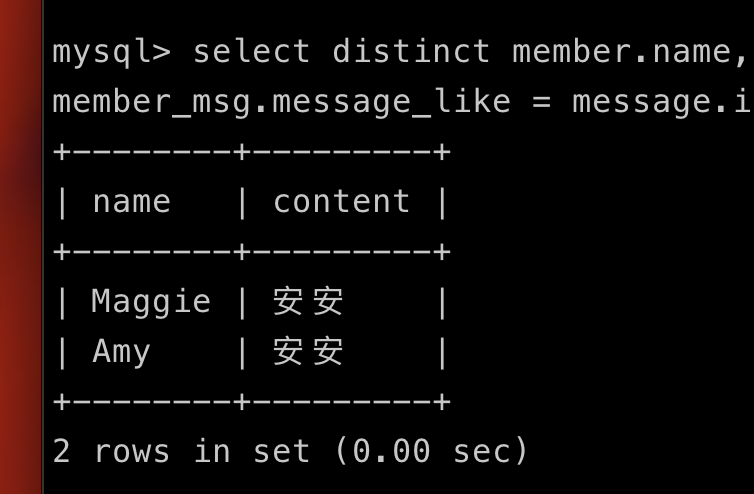 mysql> select distinct member.name,
member_msg.message_like = message.i
+--------+---------+
| name   | content |
+--------+---------+
| Maggie | 安安    |
| Amy    | 安安    |
+--------+---------+
2 rows in set (0.00 sec)